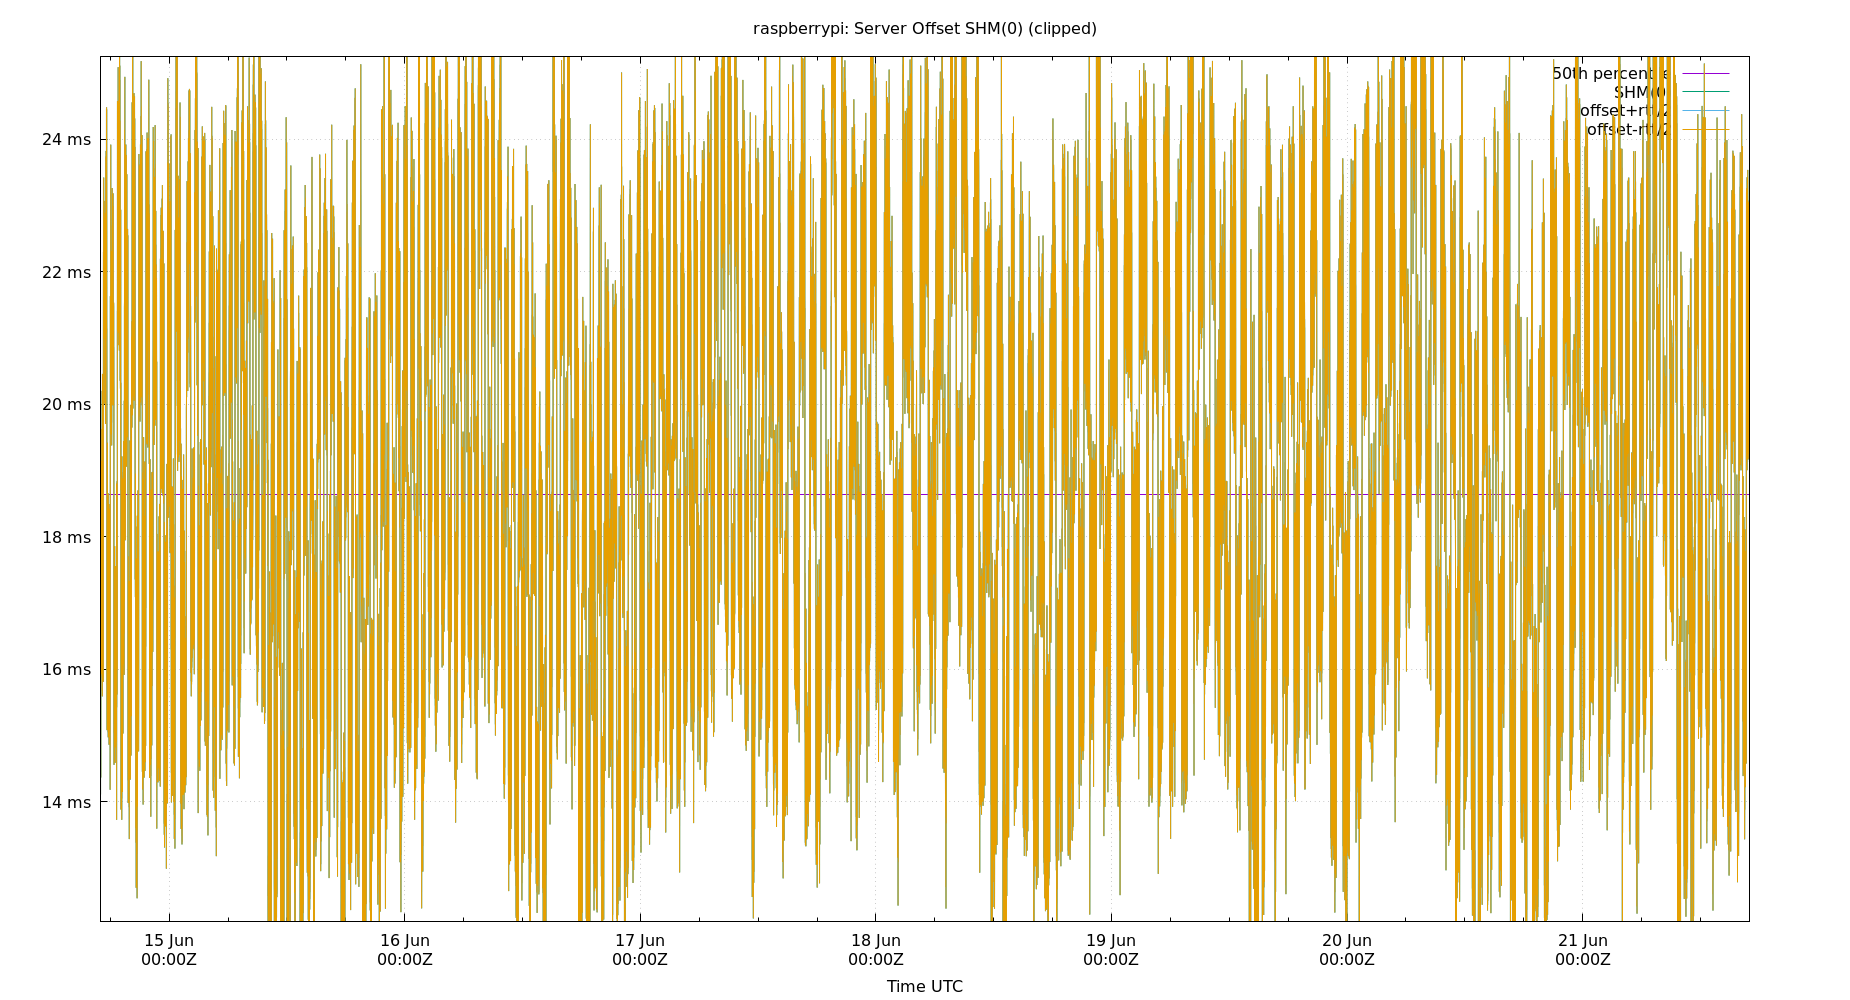 raspberrypi: Server Offset SHM(0) (clipped)
50th percentile
SHM(0)
offset+rtt/2
offset-rtt/2
24 ms
22 ms
20 ms
18 ms
16 ms
14 ms
15 Jun 16 Jun 17 Jun 18 Jun 19 Jun 20 Jun 21 Jun
00:00Z 00:00Z 00:00Z 00:00Z 00:00Z 00:00Z 00:00Z
Time UTC